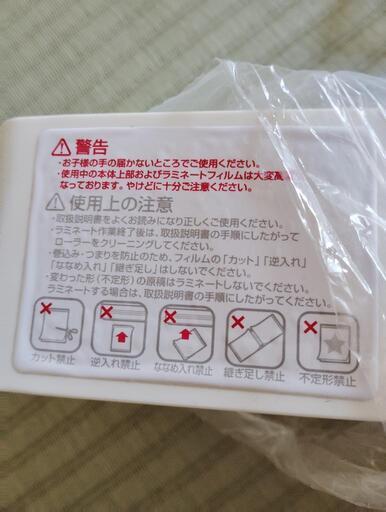 警告
・お子様の手の届かないところでご使用ください。
・使用中の本体上部およびラミネートフィルムは大変高
なっております。やけどに十分ご注意ください。
使用上の注意
・取扱説明書をよくお読みになり正しくご使用ください。
・ラミネート作業終了後は、取扱説明書の手順にしたがって
ローラーをクリーニングしてください。
・巻込み・つまりを防止のため、フィルムの「カット」「逆入れ」
「ななめ入れ」「継ぎ足し」はしないでください。
・変わった形（不定形）の原稿はラミネートしないでください。
ラミネートする場合は、取扱説明書の手順にしたがってください。
カット禁止
逆入れ禁止
ななめ入れ禁止
継ぎ足し禁止
不定形禁止